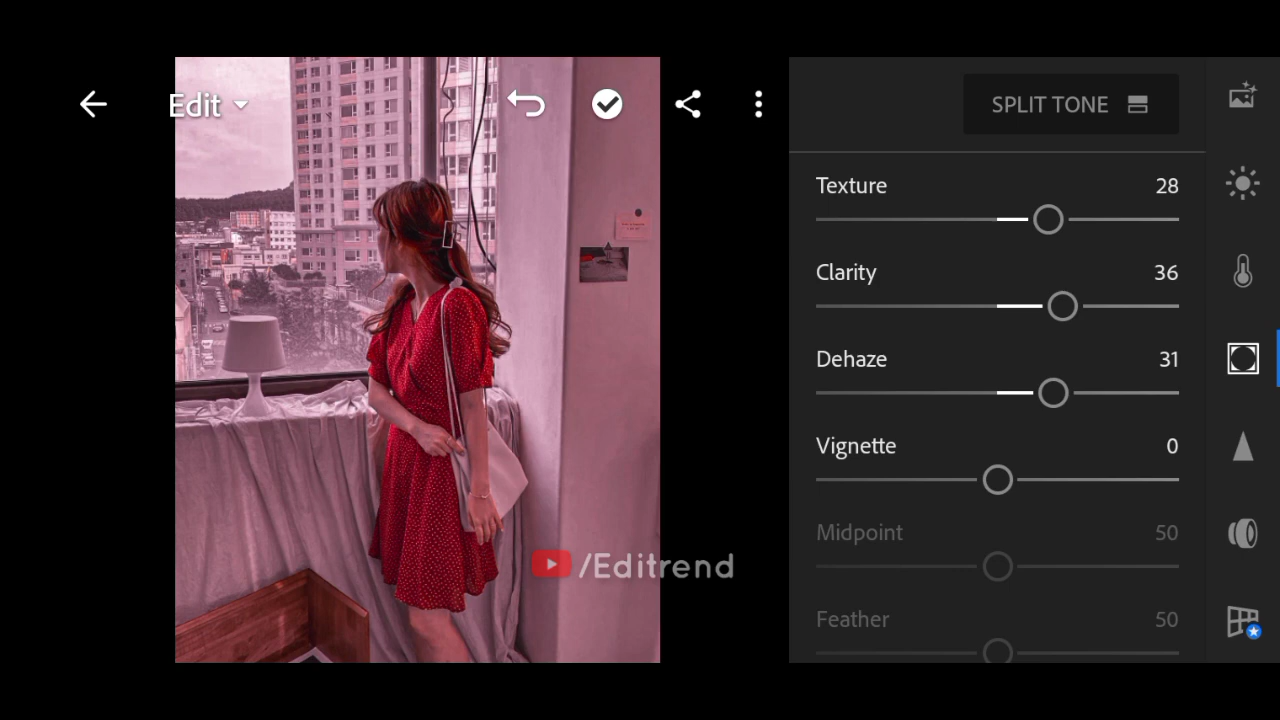 Edit
SPLIT TONE
Texture 28
Clarity 36
Dehaze 31
Vignette 0
Midpoint 50
/Editrend
Feather 50